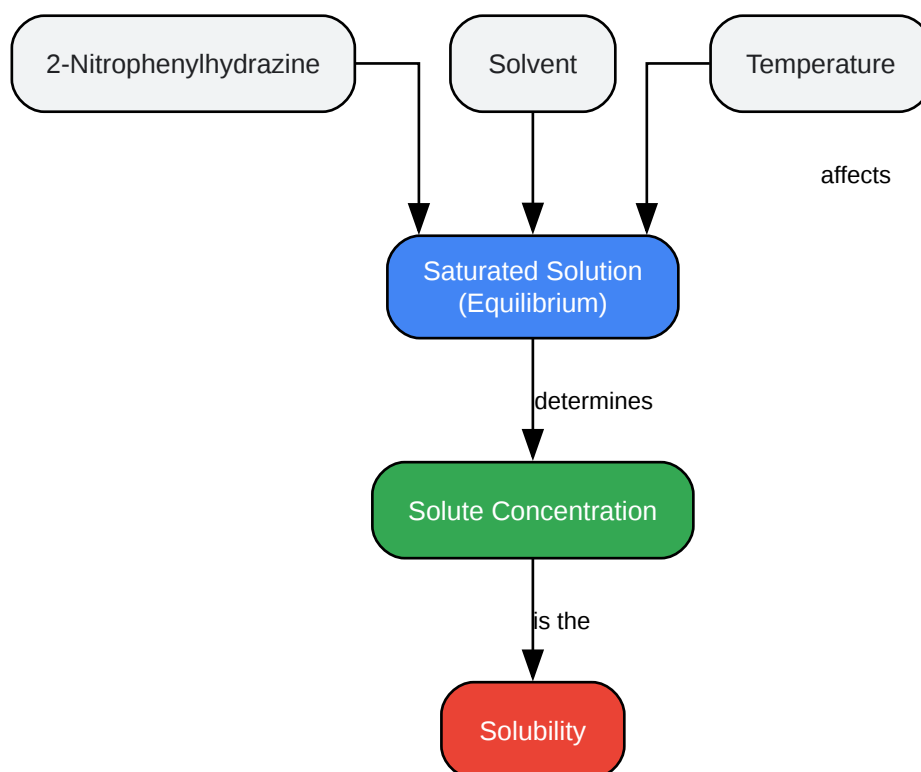 2-Nitrophenylhydrazine
Solvent
Temperature
affects
Saturated Solution
(Equilibrium)
determines
Solute Concentration
is the
Solubility